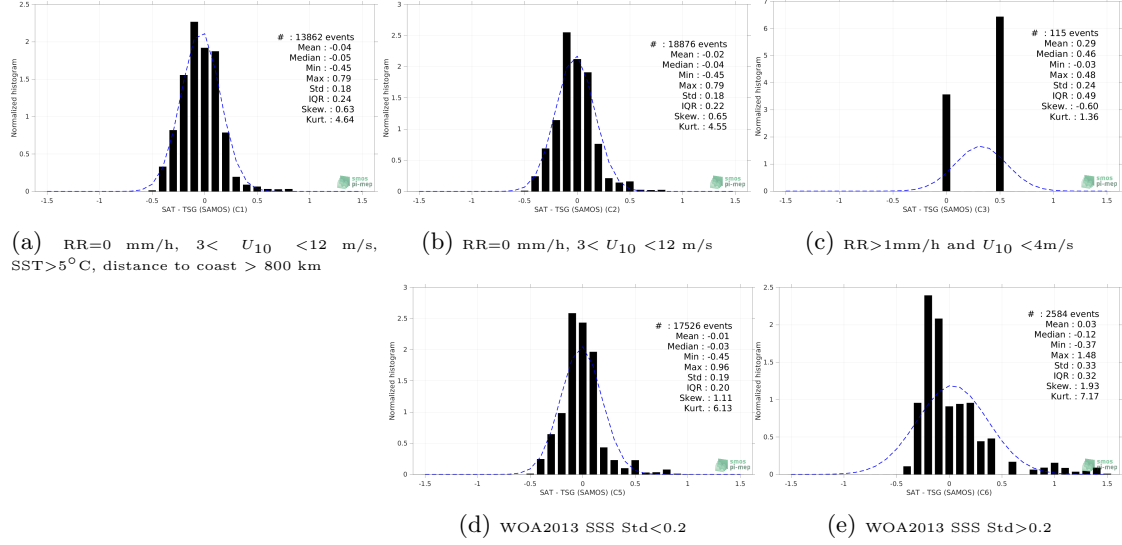 Normalized histogram
2.5
2
1.5
1
0.5
0
-1.5 -1 -0.5 0 0.5 1 1.5
SAT - TSG (SAMOS) (C1)
# : 13862 events
Mean : -0.04
Median : -0.05
Min : -0.45
Max : 0.79
Std : 0.18
IQR : 0.24
Skew. : 0.63
Kurt. : 4.64
smos
pi-mep
(a) RR=0 mm/h, 3< U10 <12 m/s,
SST>5°C, distance to coast > 800 km
Normalized histogram
3
2.5
2
1.5
1
0.5
0
-1.5 -1 -0.5 0 0.5 1 1.5
SAT - TSG (SAMOS) (C2)
# : 18876 events
Mean : -0.02
Median : -0.04
Min : -0.45
Max : 0.79
Std : 0.18
IQR : 0.22
Skew. : 0.65
Kurt. : 4.55
smos
pi-mep
(b) RR=0 mm/h, 3< U10 <12 m/s
Normalized histogram
7
6
5
4
3
2
1
0
-1.5 -1 -0.5 0 0.5 1 1.5
SAT - TSG (SAMOS) (C3)
# : 115 events
Mean : 0.29
Median : 0.46
Min : -0.03
Max : 0.48
Std : 0.24
IQR : 0.49
Skew. : -0.60
Kurt. : 1.36
smos
pi-mep
(c) RR>1mm/h and U10 <4m/s
Normalized histogram
3
2.5
2
1.5
1
0.5
0
-1.5 -1 -0.5 0 0.5 1 1.5
SAT - TSG (SAMOS) (C5)
# : 17526 events
Mean : -0.01
Median : -0.03
Min : -0.45
Max : 0.96
Std : 0.19
IQR : 0.20
Skew. : 1.11
Kurt. : 6.13
smos
pi-mep
(d) WOA2013 SSS Std<0.2
Normalized histogram
2.5
2
1.5
1
0.5
0
-1.5 -1 -0.5 0 0.5 1 1.5
SAT - TSG (SAMOS) (C6)
# : 2584 events
Mean : 0.03
Median : -0.12
Min : -0.37
Max : 1.48
Std : 0.33
IQR : 0.32
Skew. : 1.93
Kurt. : 7.17
smos
pi-mep
(e) WOA2013 SSS Std>0.2